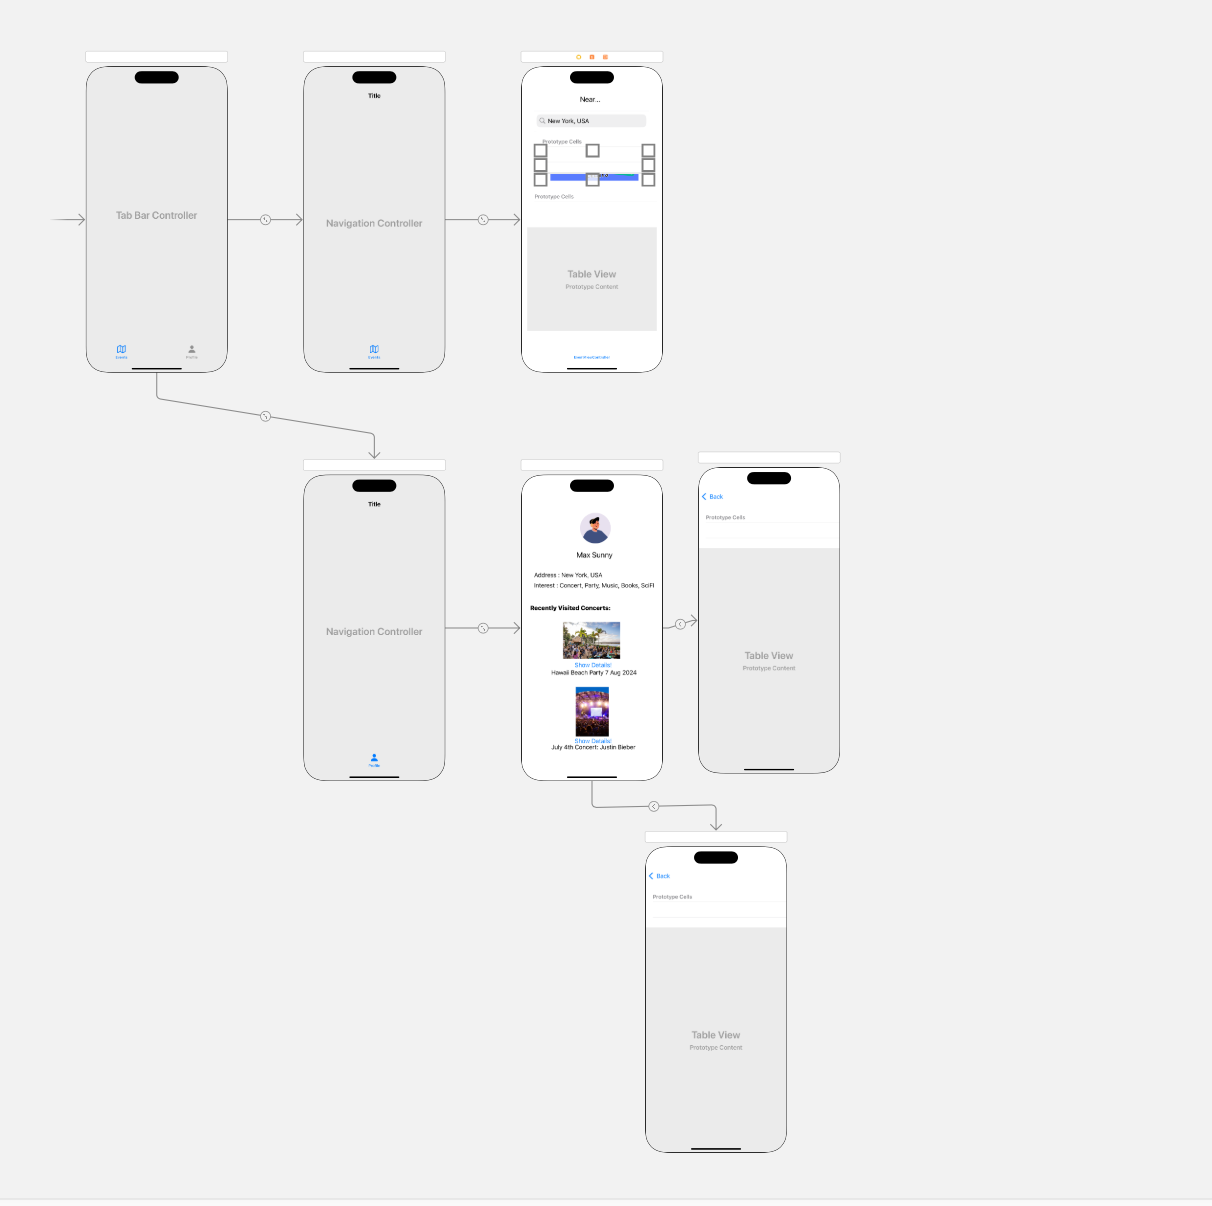 Tab Bar Controller
Events
Profile
Title
Navigation Controller
Events
Near...
New York, USA
Prototype Cells
Prototype Cells
Table View
Prototype Content
Title
Navigation Controller
Profile
Max Sunny
Address : New York, USA
Interest : Concert, Party, Music, Books, SciFi
Recently Visited Concerts:
Show Details!
Hawaii Beach Party 7 Aug 2024
Show Details!
July 4th Concert: Justin Bieber
Back
Prototype Cells
Table View
Prototype Content
Back
Prototype Cells
Table View
Prototype Content